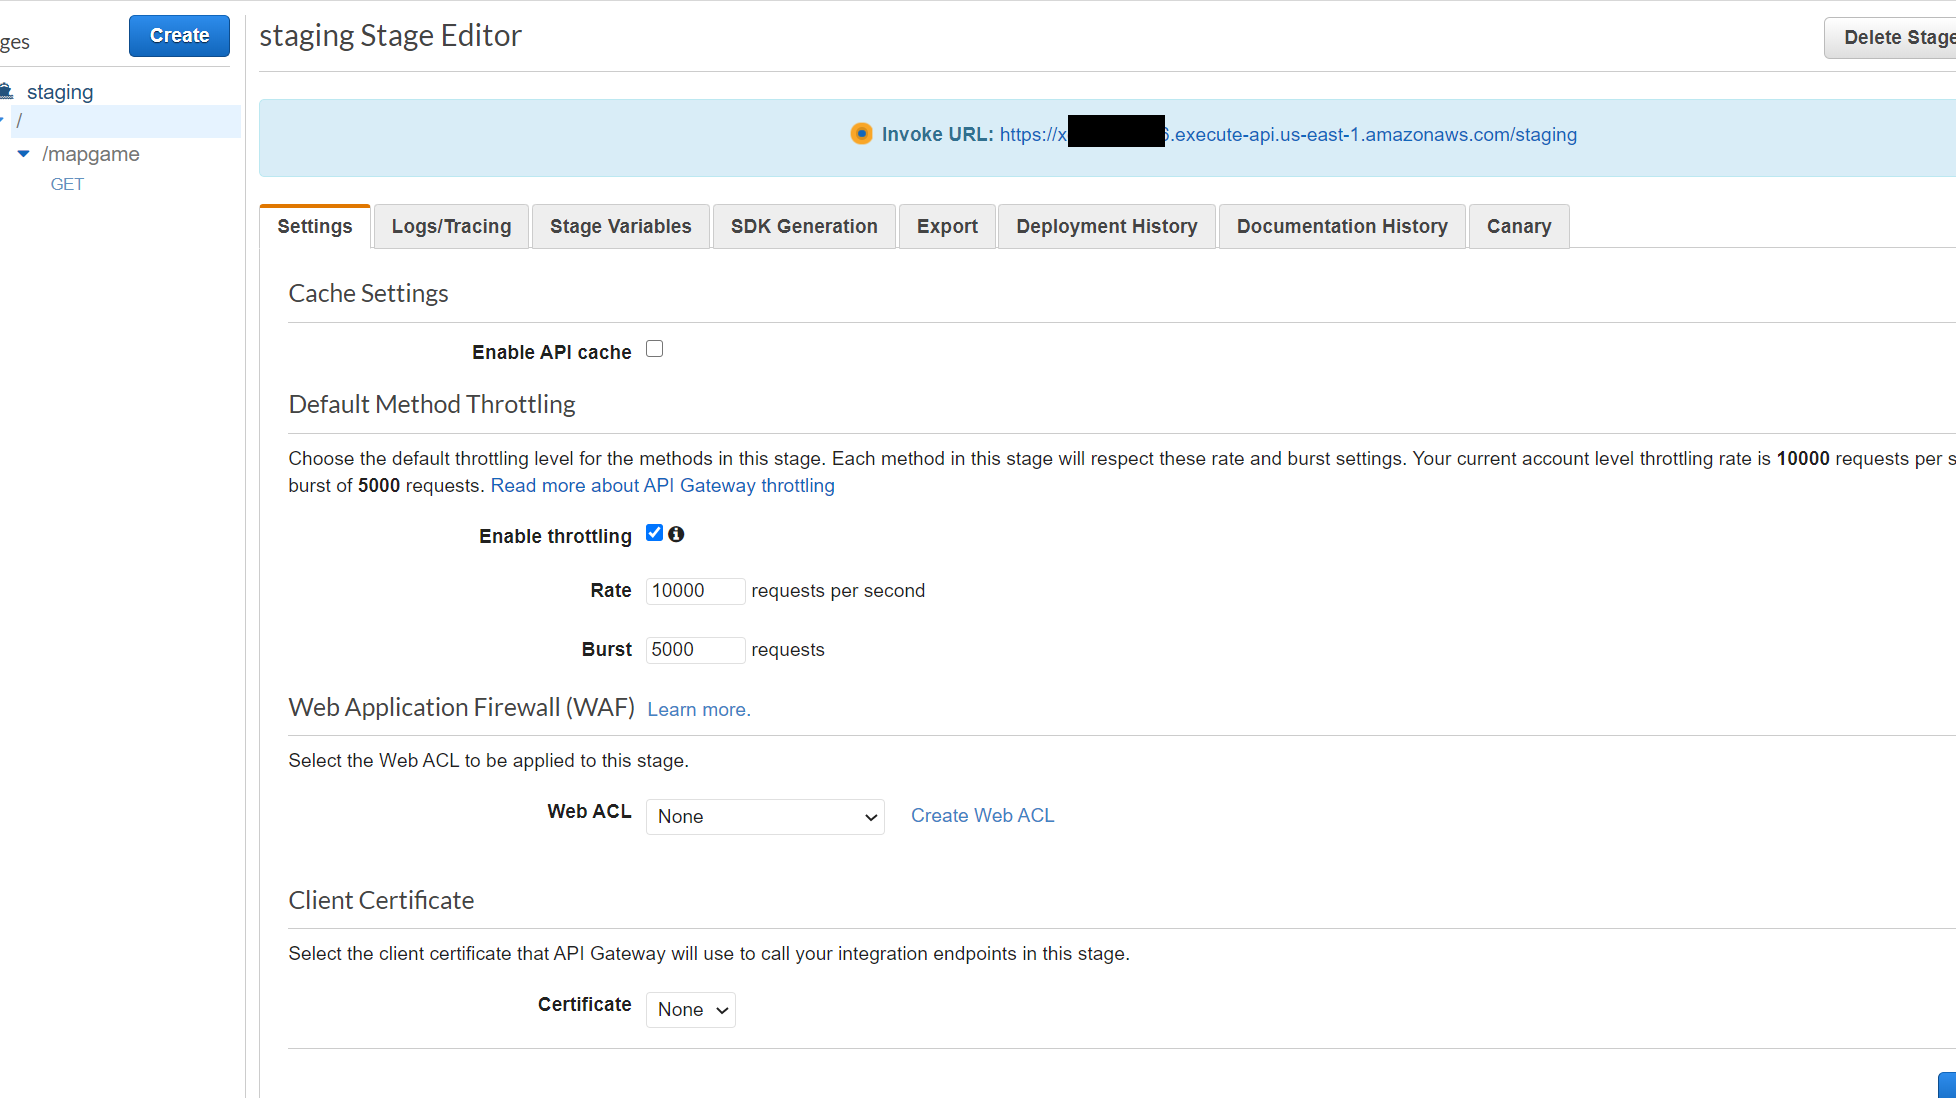 ges
Create
staging Stage Editor
Delete Stage
staging
/
/mapgame
GET
Invoke URL: https://x 6.execute-api.us-east-1.amazonaws.com/staging
Settings
Logs/Tracing
Stage Variables
SDK Generation
Export
Deployment History
Documentation History
Canary
Cache Settings
Enable API cache
Default Method Throttling
Choose the default throttling level for the methods in this stage. Each method in this stage will respect these rate and burst settings. Your current account level throttling rate is 10000 requests per s
burst of 5000 requests. Read more about API Gateway throttling
Enable throttling
Rate 10000 requests per second
Burst 5000 requests
Web Application Firewall (WAF) Learn more.
Select the Web ACL to be applied to this stage.
Web ACL None Create Web ACL
Client Certificate
Select the client certificate that API Gateway will use to call your integration endpoints in this stage.
Certificate None